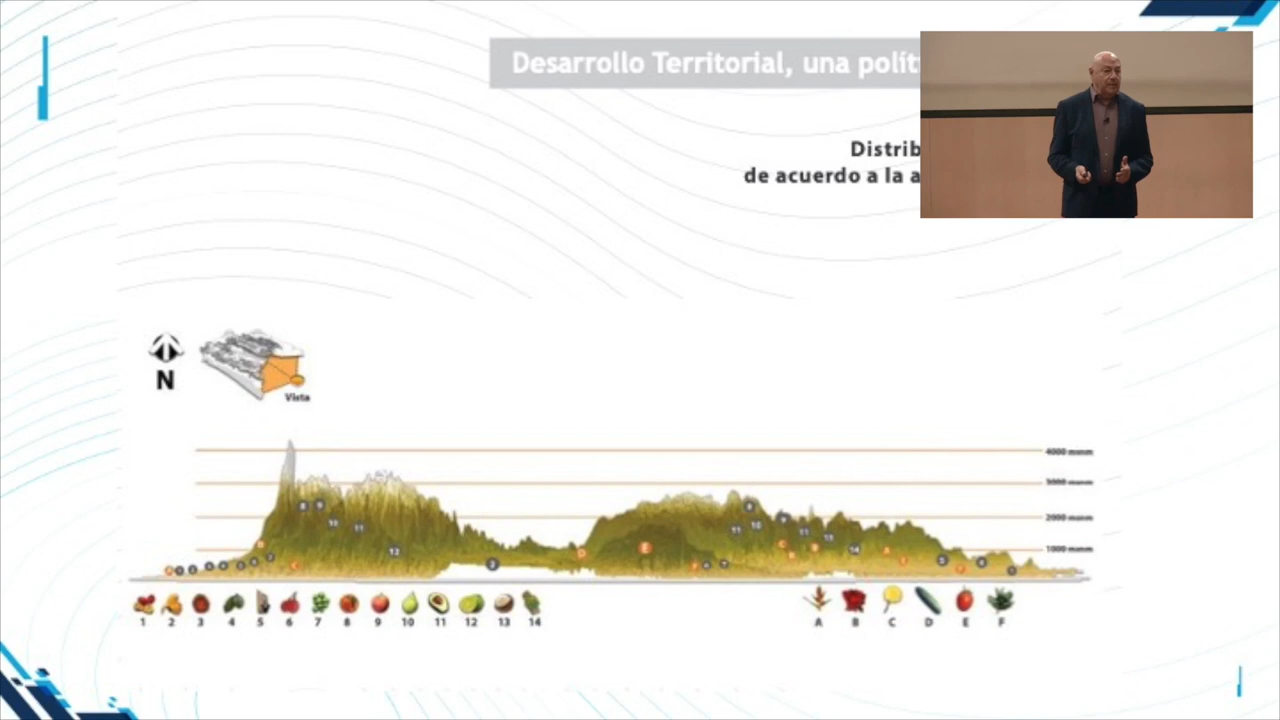 Desarrollo Territorial, una polít
Distrib
de acuerdo a la a
N
Vista
4000 msnm
3000 msnm
2000 msnm
1000 msnm
1 2 3 4 5 6 7 8 9 10 11 12 13 14
A B C D E F